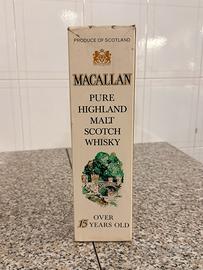 PRODUCE OF SCOTLAND
MACALLAN
PURE
HIGHLAND
MALT
SCOTCH
WHISKY
OVER
15 YEARS OLD